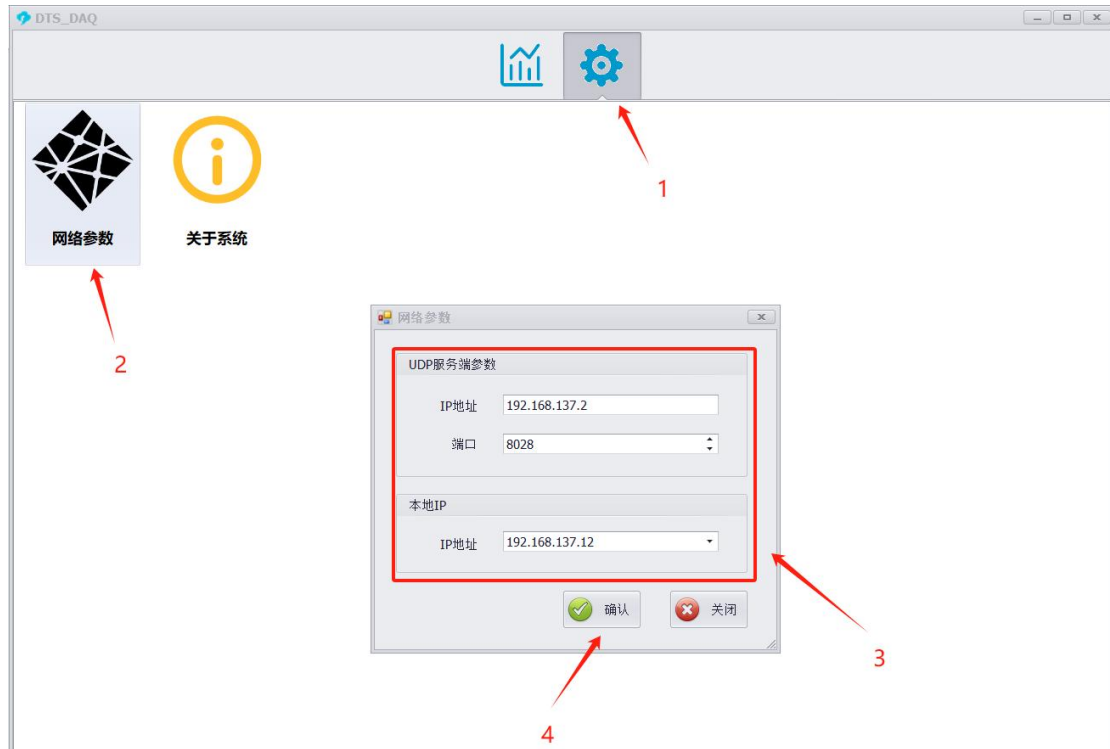 DTS_DAQ
1
网络参数
关于系统
2
网络参数
UDP服务端参数
IP地址 192.168.137.2
端口 8028
本地IP
IP地址 192.168.137.12
确认 关闭
3
4